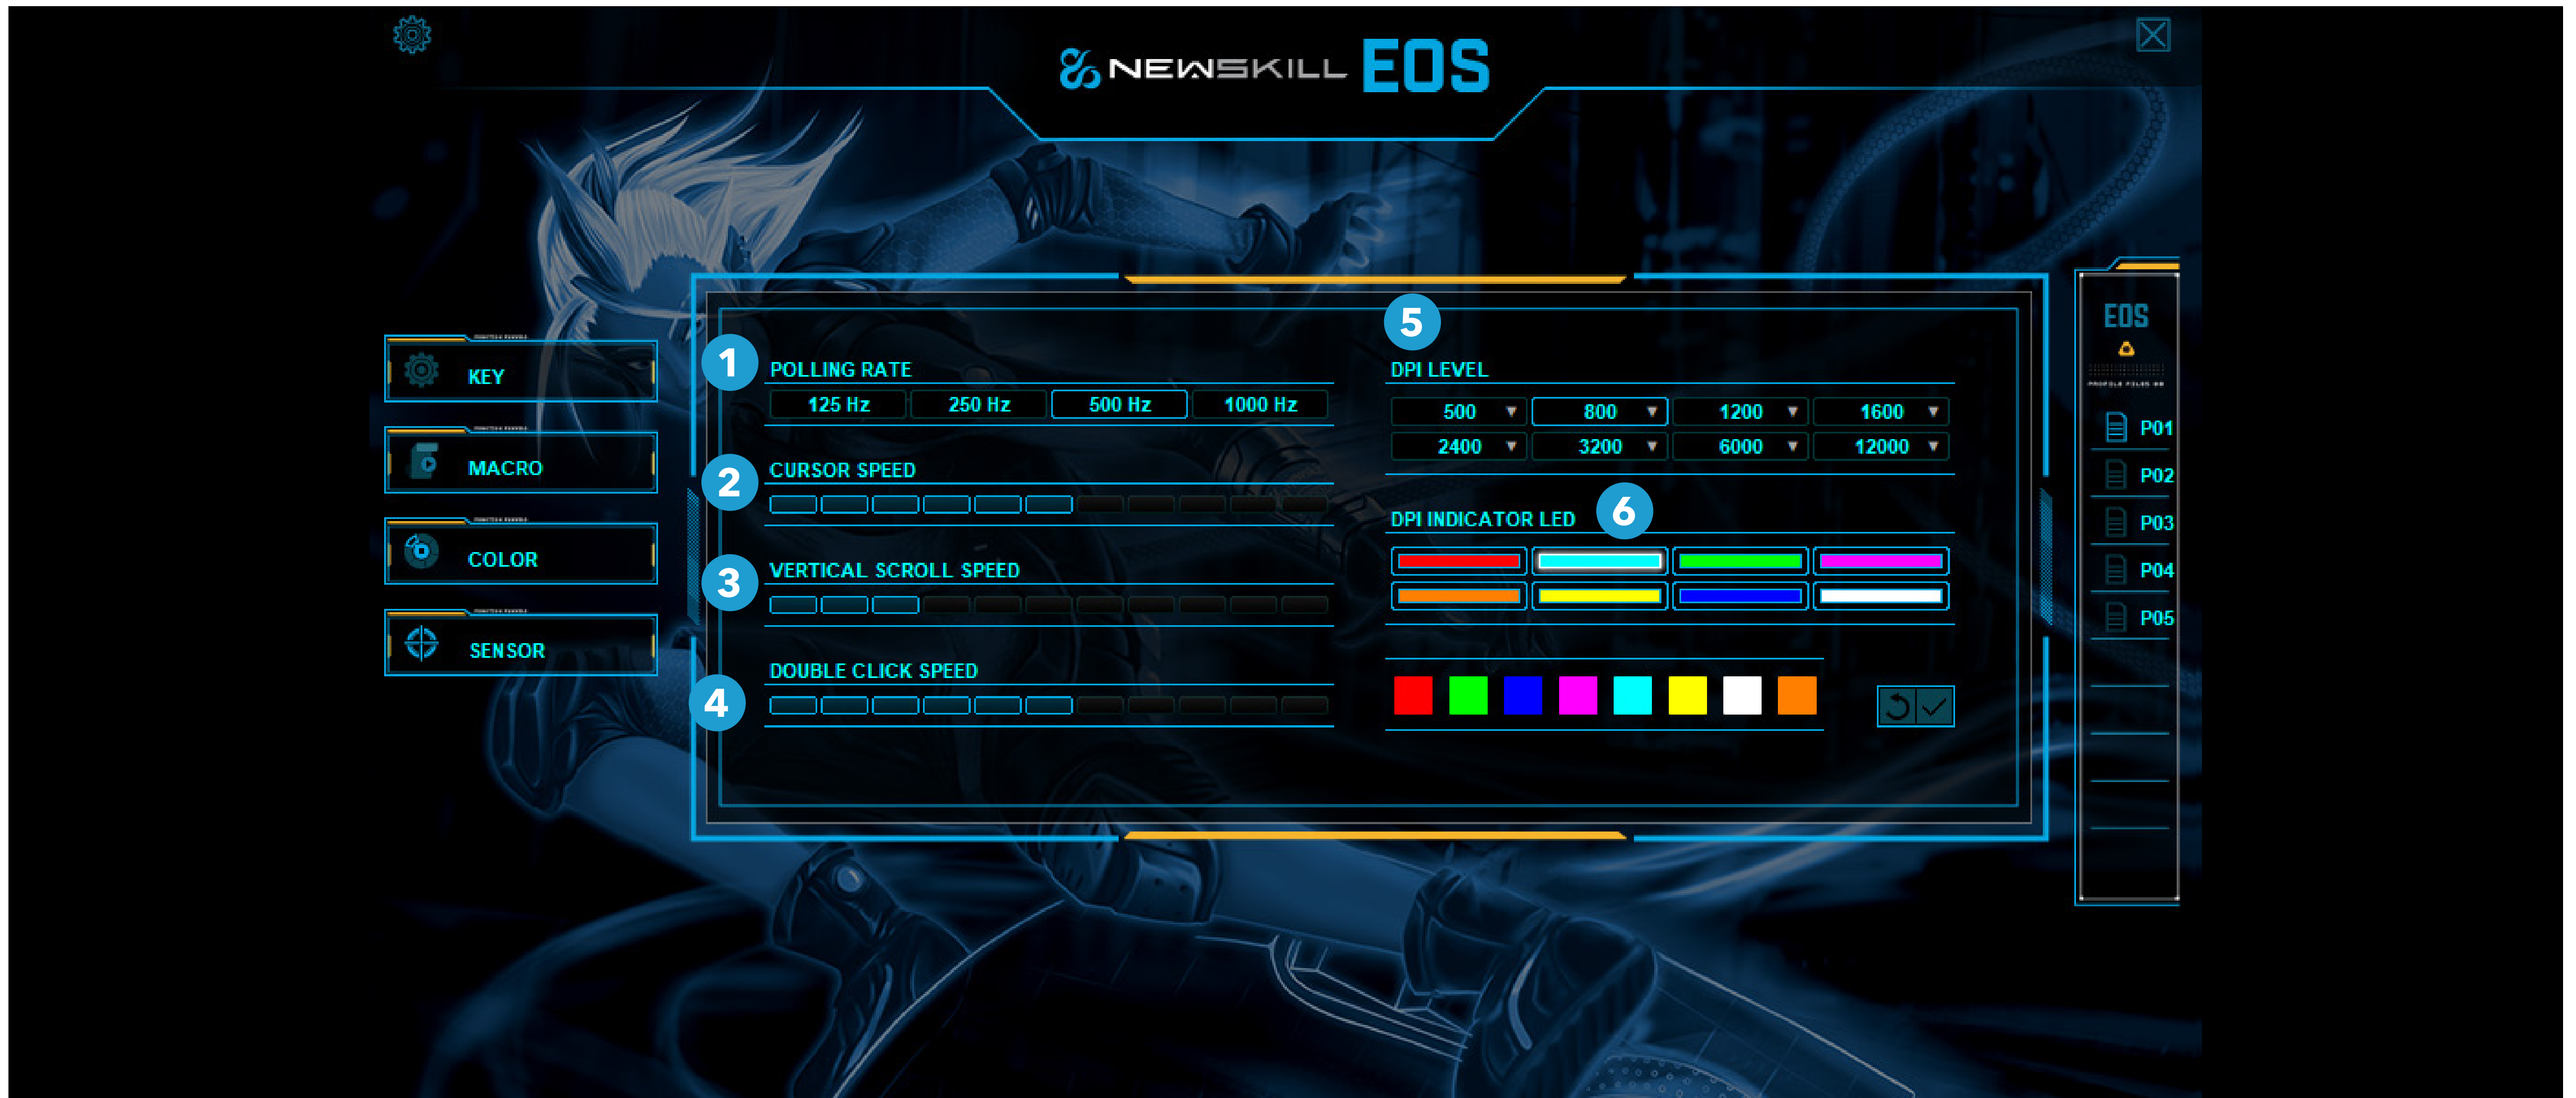 NEWSKILL EOS
KEY
MACRO
COLOR
SENSOR
1
POLLING RATE
125 Hz 250 Hz 500 Hz 1000 Hz
2
CURSOR SPEED
3
VERTICAL SCROLL SPEED
4
DOUBLE CLICK SPEED
5
DPI LEVEL
500 800 1200 1600
2400 3200 6000 12000
6
DPI INDICATOR LED
EOS
P01
P02
P03
P04
P05